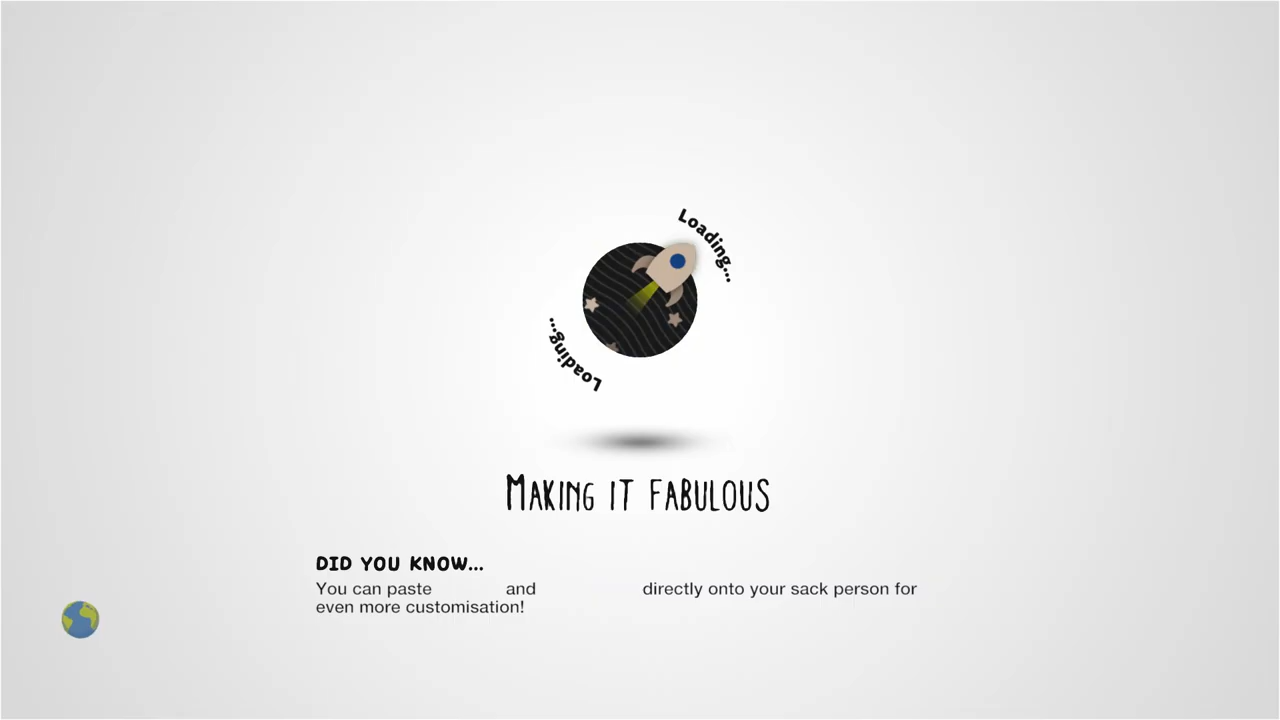 Loading...
Loading...
Making it fabulous
DID YOU KNOW...
You can paste and directly onto your sack person for
even more customisation!